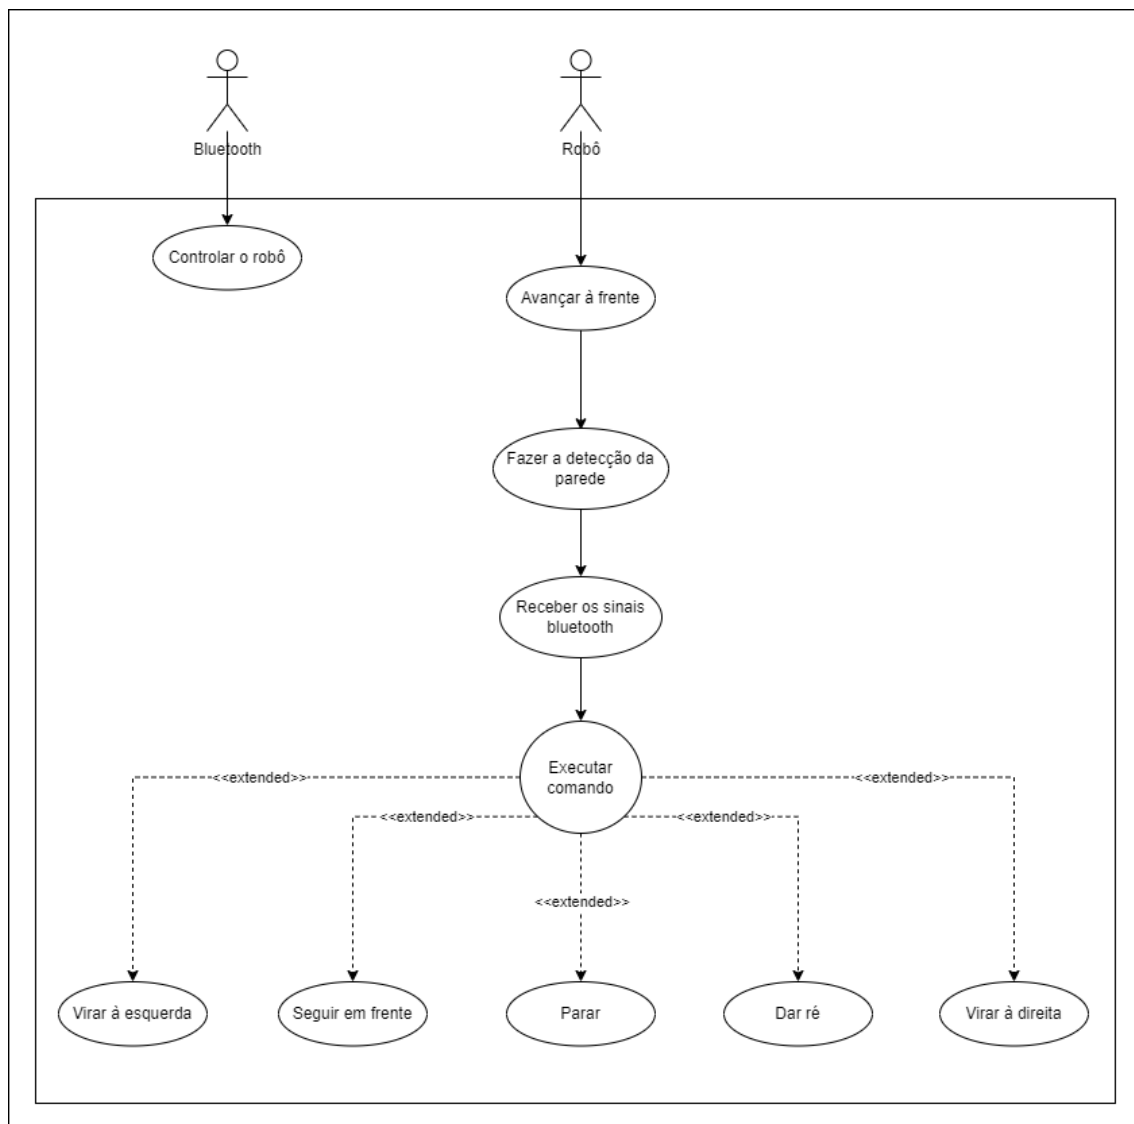 Bluetooth
Robô
Controlar o robô
Avançar à frente
Fazer a detecção da
parede
Receber os sinais
bluetooth
Executar
comando
<<extended>>
<<extended>>
<<extended>>
<<extended>>
<<extended>>
Virar à esquerda
Seguir em frente
Parar
Dar ré
Virar à direita